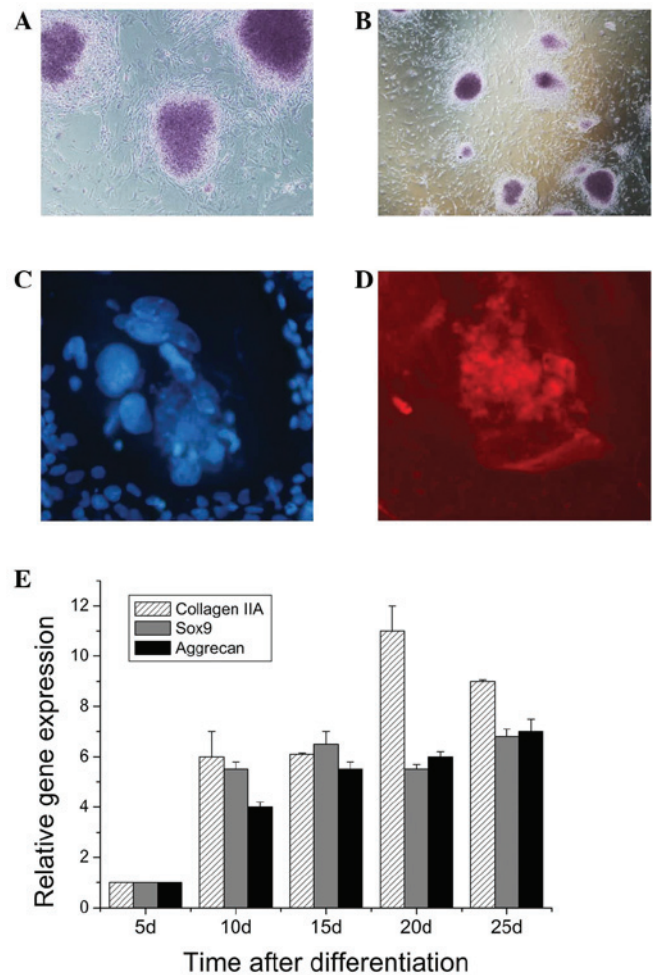 A
B
C
D
E
Relative gene expression
12
10
8
6
4
2
0
Collagen IIA
Sox9
Aggrecan
5d
10d
15d
20d
25d
Time after differentiation